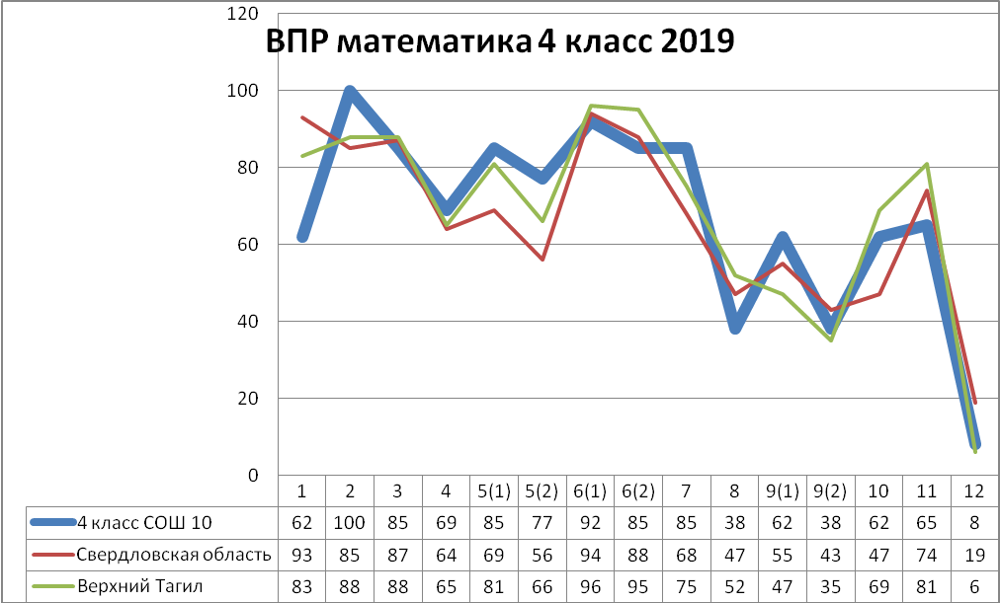 ВПР математика 4 класс 2019
120
100
80
60
40
20
0
1 2 3 4 5(1) 5(2) 6(1) 6(2) 7 8 9(1) 9(2) 10 11 12
4 класс СОШ 10 62 100 85 69 85 77 92 85 85 38 62 38 62 65 8
Свердловская область 93 85 87 64 69 56 94 88 68 47 55 43 47 74 19
Верхний Тагил 83 88 88 65 81 66 96 95 75 52 47 35 69 81 6